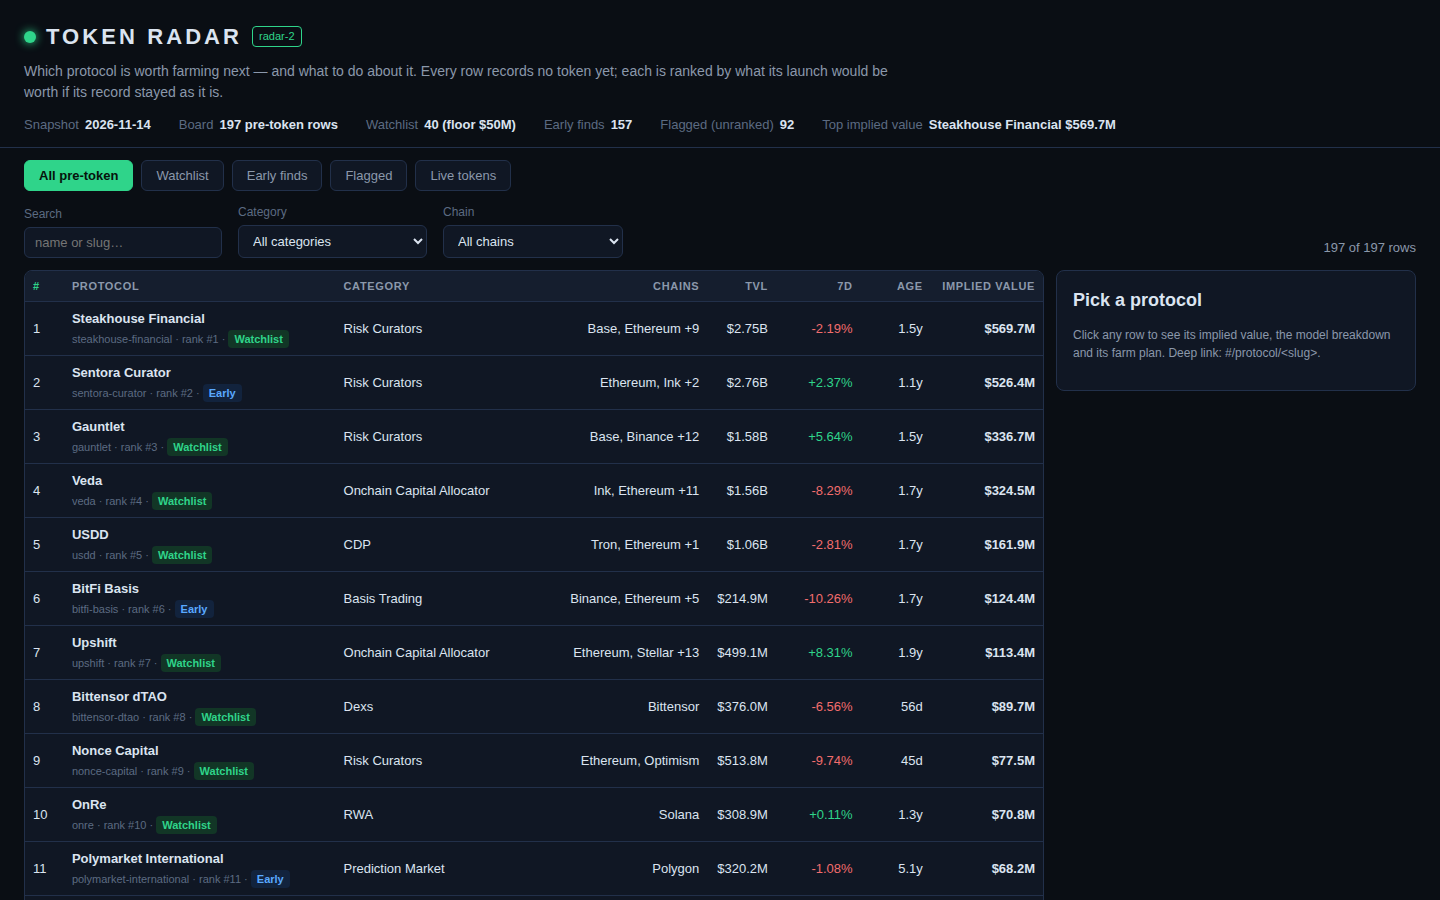 TOKEN RADAR radar-2
Which protocol is worth farming next — and what to do about it. Every row records no token yet; each is ranked by what its launch would be
worth if its record stayed as it is.
Snapshot 2026-11-14 Board 197 pre-token rows Watchlist 40 (floor $50M) Early finds 157 Flagged (unranked) 92 Top implied value Steakhouse Financial $569.7M
All pre-token Watchlist Early finds Flagged Live tokens
Search Category Chain
name or slug… All categories All chains 197 of 197 rows
# PROTOCOL CATEGORY CHAINS TVL 7D AGE IMPLIED VALUE
1 Steakhouse Financial Risk Curators Base, Ethereum +9 $2.75B -2.19% 1.5y $569.7M
steakhouse-financial · rank #1 · Watchlist
2 Sentora Curator Risk Curators Ethereum, Ink +2 $2.76B +2.37% 1.1y $526.4M
sentora-curator · rank #2 · Early
3 Gauntlet Risk Curators Base, Binance +12 $1.58B +5.64% 1.5y $336.7M
gauntlet · rank #3 · Watchlist
4 Veda Onchain Capital Allocator Ink, Ethereum +11 $1.56B -8.29% 1.7y $324.5M
veda · rank #4 · Watchlist
5 USDD CDP Tron, Ethereum +1 $1.06B -2.81% 1.7y $161.9M
usdd · rank #5 · Watchlist
6 BitFi Basis Basis Trading Binance, Ethereum +5 $214.9M -10.26% 1.7y $124.4M
bitfi-basis · rank #6 · Early
7 Upshift Onchain Capital Allocator Ethereum, Stellar +13 $499.1M +8.31% 1.9y $113.4M
upshift · rank #7 · Watchlist
8 Bittensor dTAO Dexs Bittensor $376.0M -6.56% 56d $89.7M
bittensor-dtao · rank #8 · Watchlist
9 Nonce Capital Risk Curators Ethereum, Optimism $513.8M -9.74% 45d $77.5M
nonce-capital · rank #9 · Watchlist
10 OnRe RWA Solana $308.9M +0.11% 1.3y $70.8M
onre · rank #10 · Watchlist
11 Polymarket International Prediction Market Polygon $320.2M -1.08% 5.1y $68.2M
polymarket-international · rank #11 · Early
Pick a protocol
Click any row to see its implied value, the model breakdown
and its farm plan. Deep link: #/protocol/<slug>.